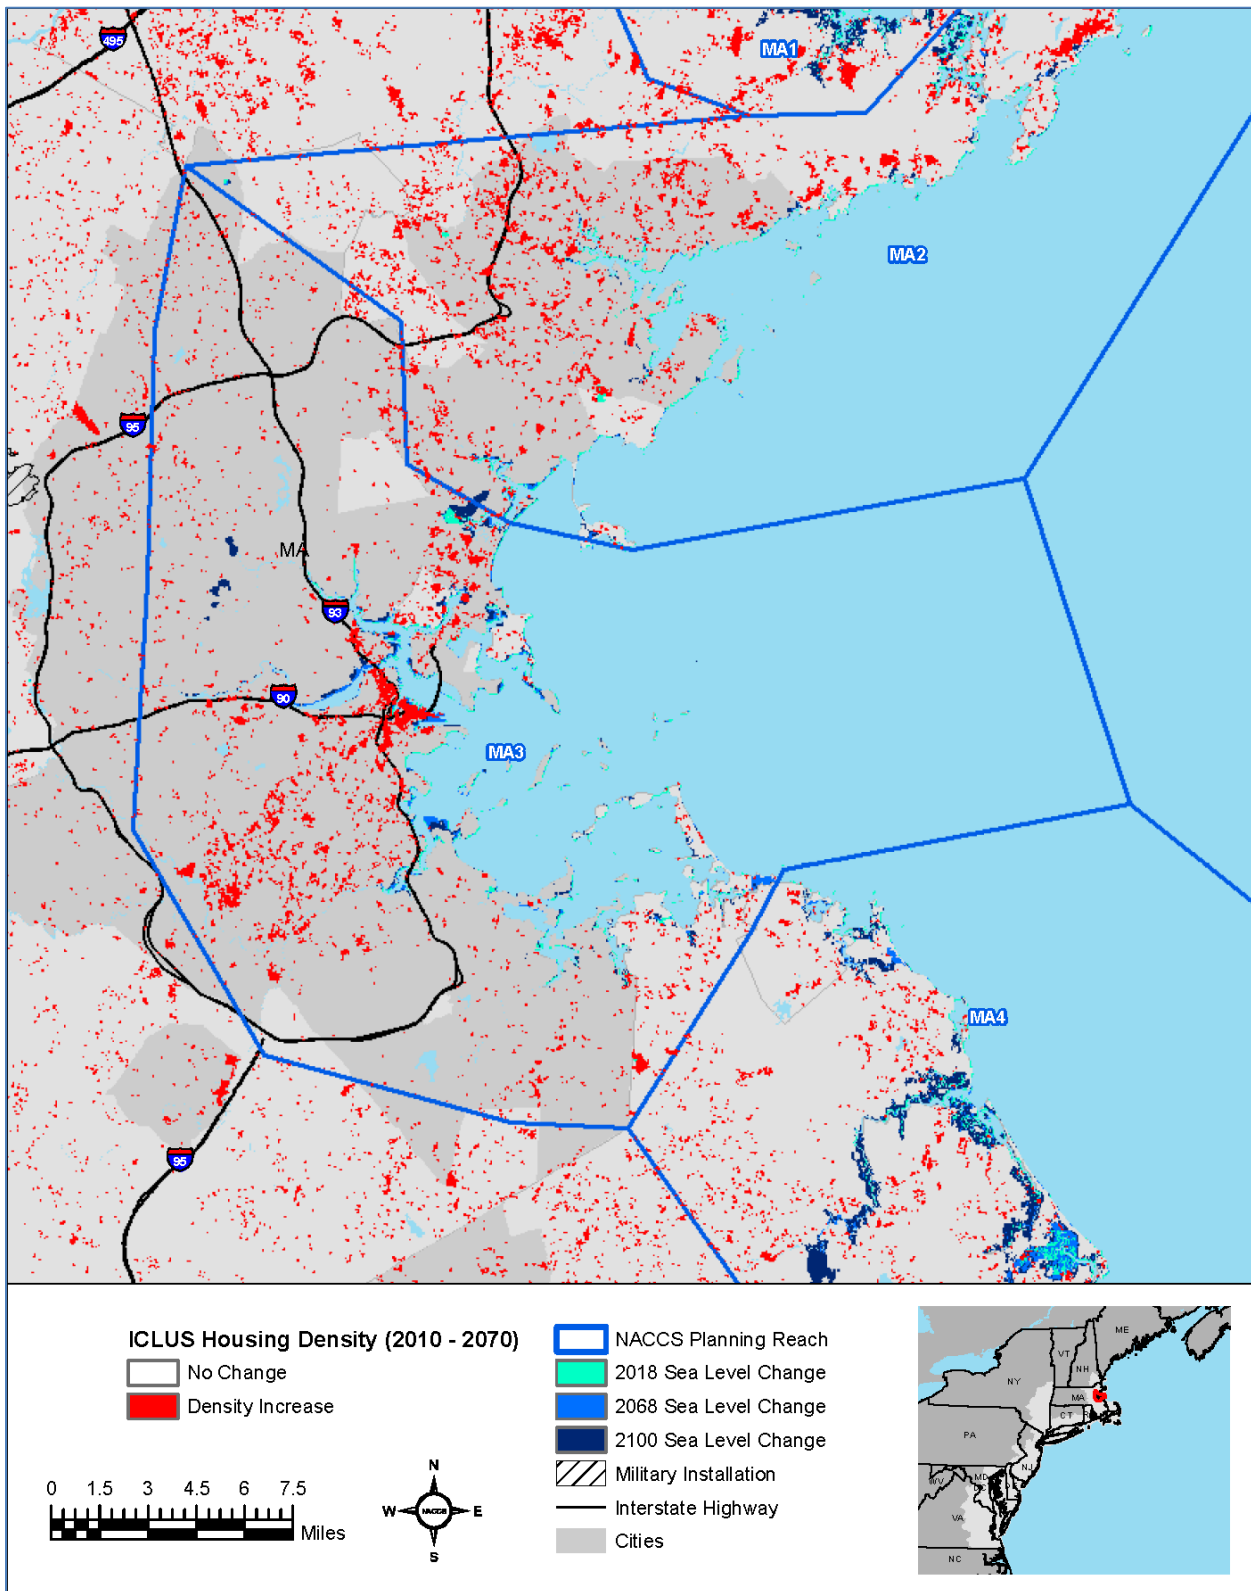 495
MA1
MA2
95
MA
93
90
MA3
MA4
95
ICLUS Housing Density (2010 - 2070)
No Change
Density Increase
NACCS Planning Reach
2018 Sea Level Change
2068 Sea Level Change
2100 Sea Level Change
Military Installation
Interstate Highway
Cities
0 1.5 3 4.5 6 7.5
Miles
N
W NACCS E
S
ME
VT
NH
NY
MA
CT
PA
NJ
MD
WV
VA
NC